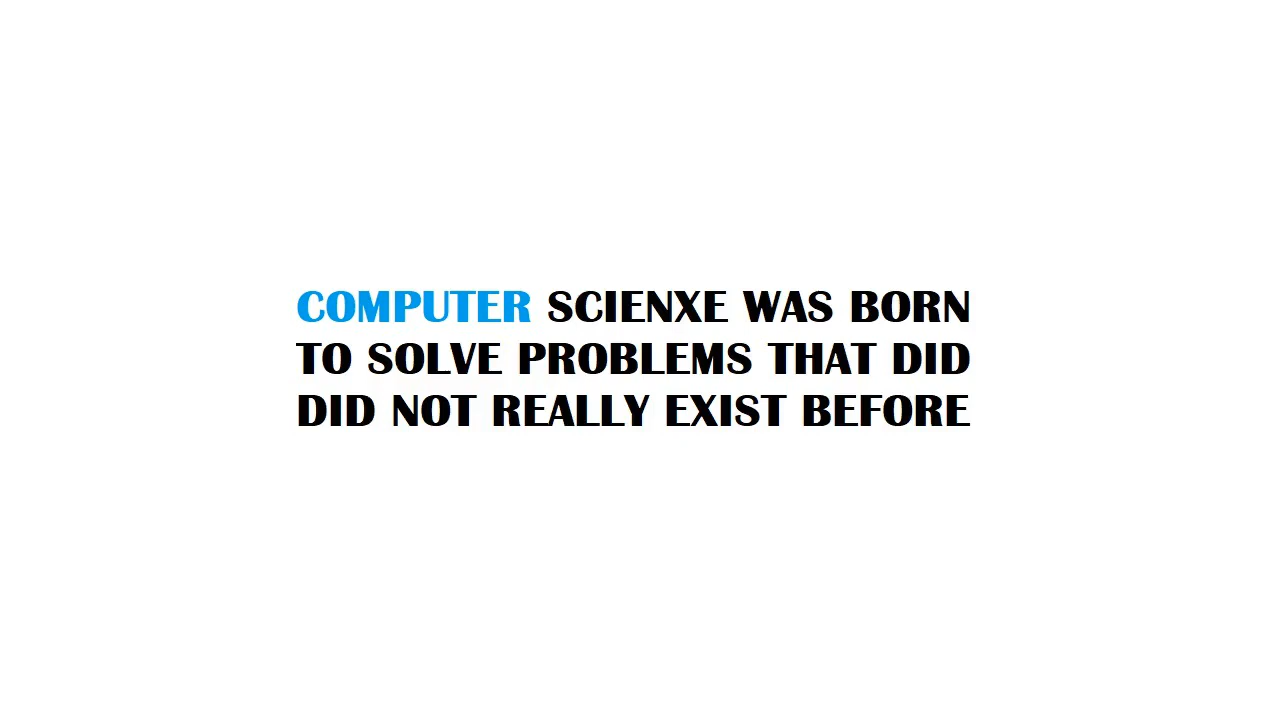 COMPUTER SCIENXE WAS BORN
TO SOLVE PROBLEMS THAT DID
DID NOT REALLY EXIST BEFORE